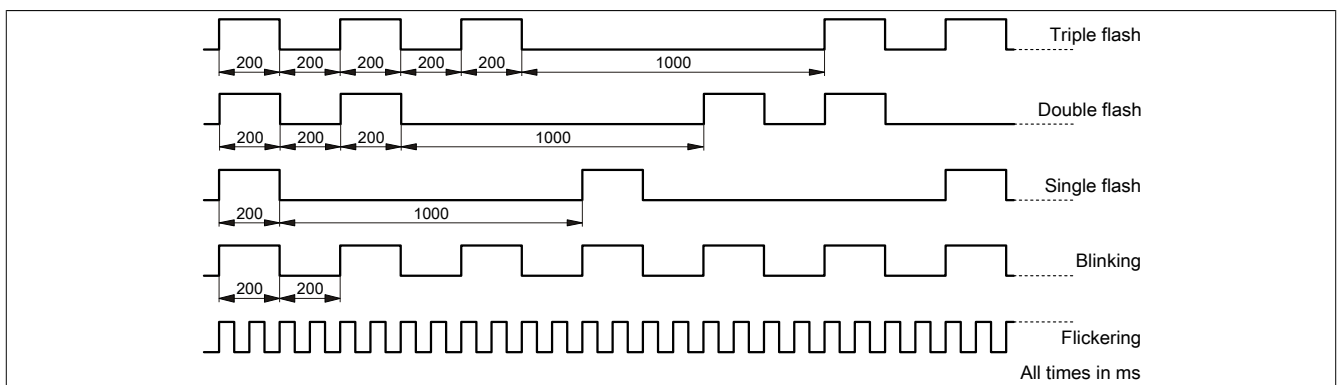 Triple flash
200 200 200 200 200 1000
Double flash
200 200 200 1000
Single flash
200 1000
Blinking
200 200
Flickering
All times in ms